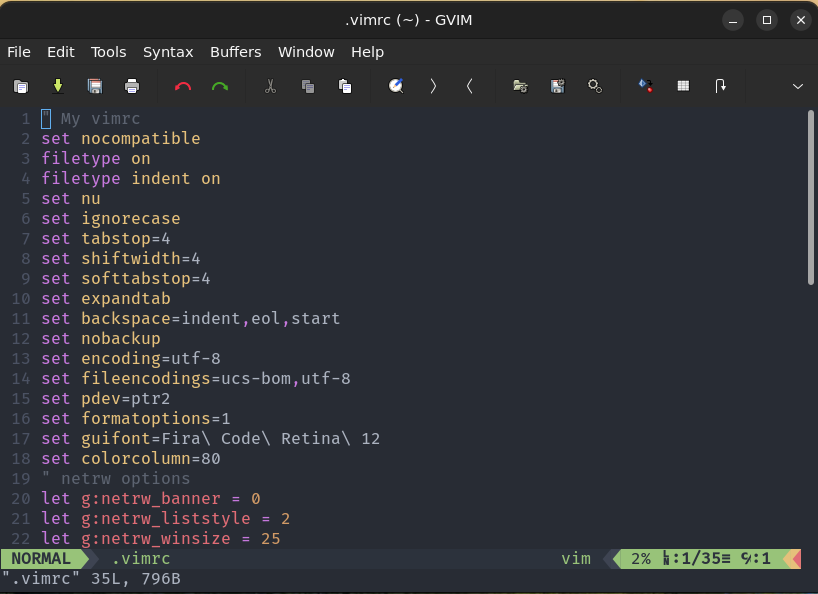 .vimrc (~) - GVIM
File Edit Tools Syntax Buffers Window Help
1 " My vimrc
2 set nocompatible
3 filetype on
4 filetype indent on
5 set nu
6 set ignorecase
7 set tabstop=4
8 set shiftwidth=4
9 set softtabstop=4
10 set expandtab
11 set backspace=indent,eol,start
12 set nobackup
13 set encoding=utf-8
14 set fileencodings=ucs-bom,utf-8
15 set pdev=ptr2
16 set formatoptions=1
17 set guifont=Fira\ Code\ Retina\ 12
18 set colorcolumn=80
19 " netrw options
20 let g:netrw_banner = 0
21 let g:netrw_liststyle = 2
22 let g:netrw_winsize = 25
NORMAL .vimrc vim 2% :1/35≡ :1
".vimrc" 35L, 796B